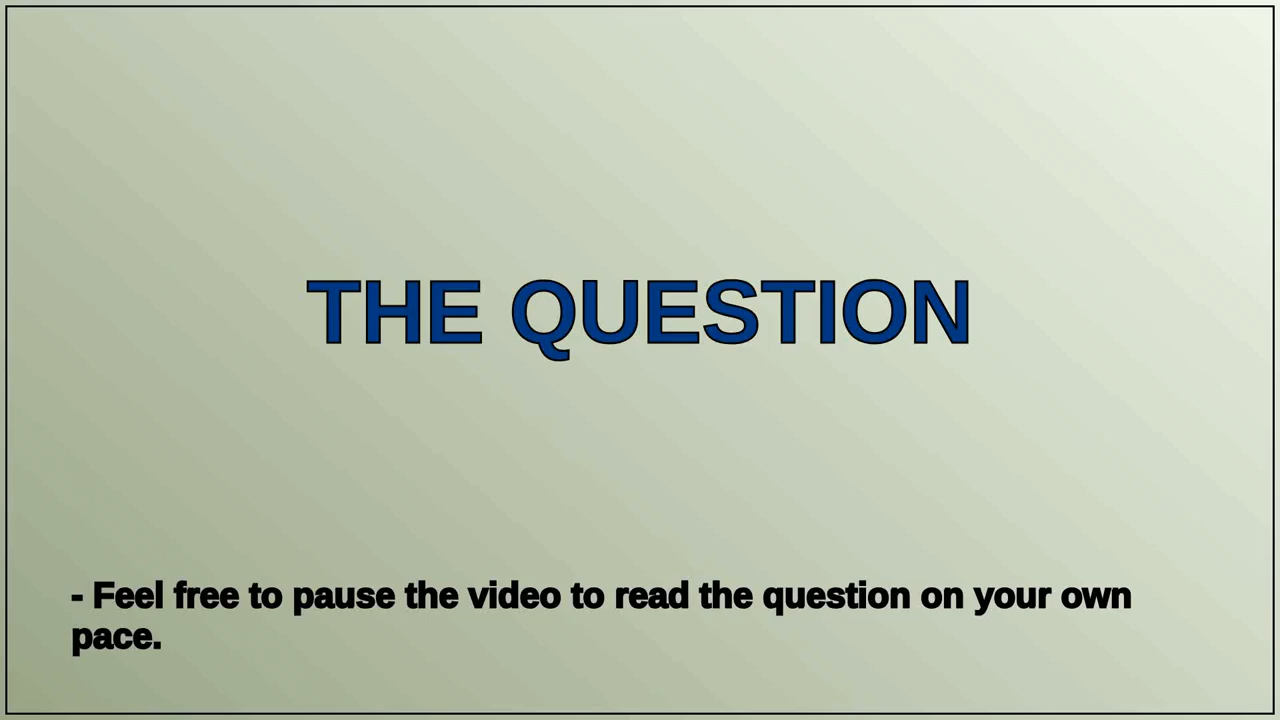 THE QUESTION
- Feel free to pause the video to read the question on your own
pace.